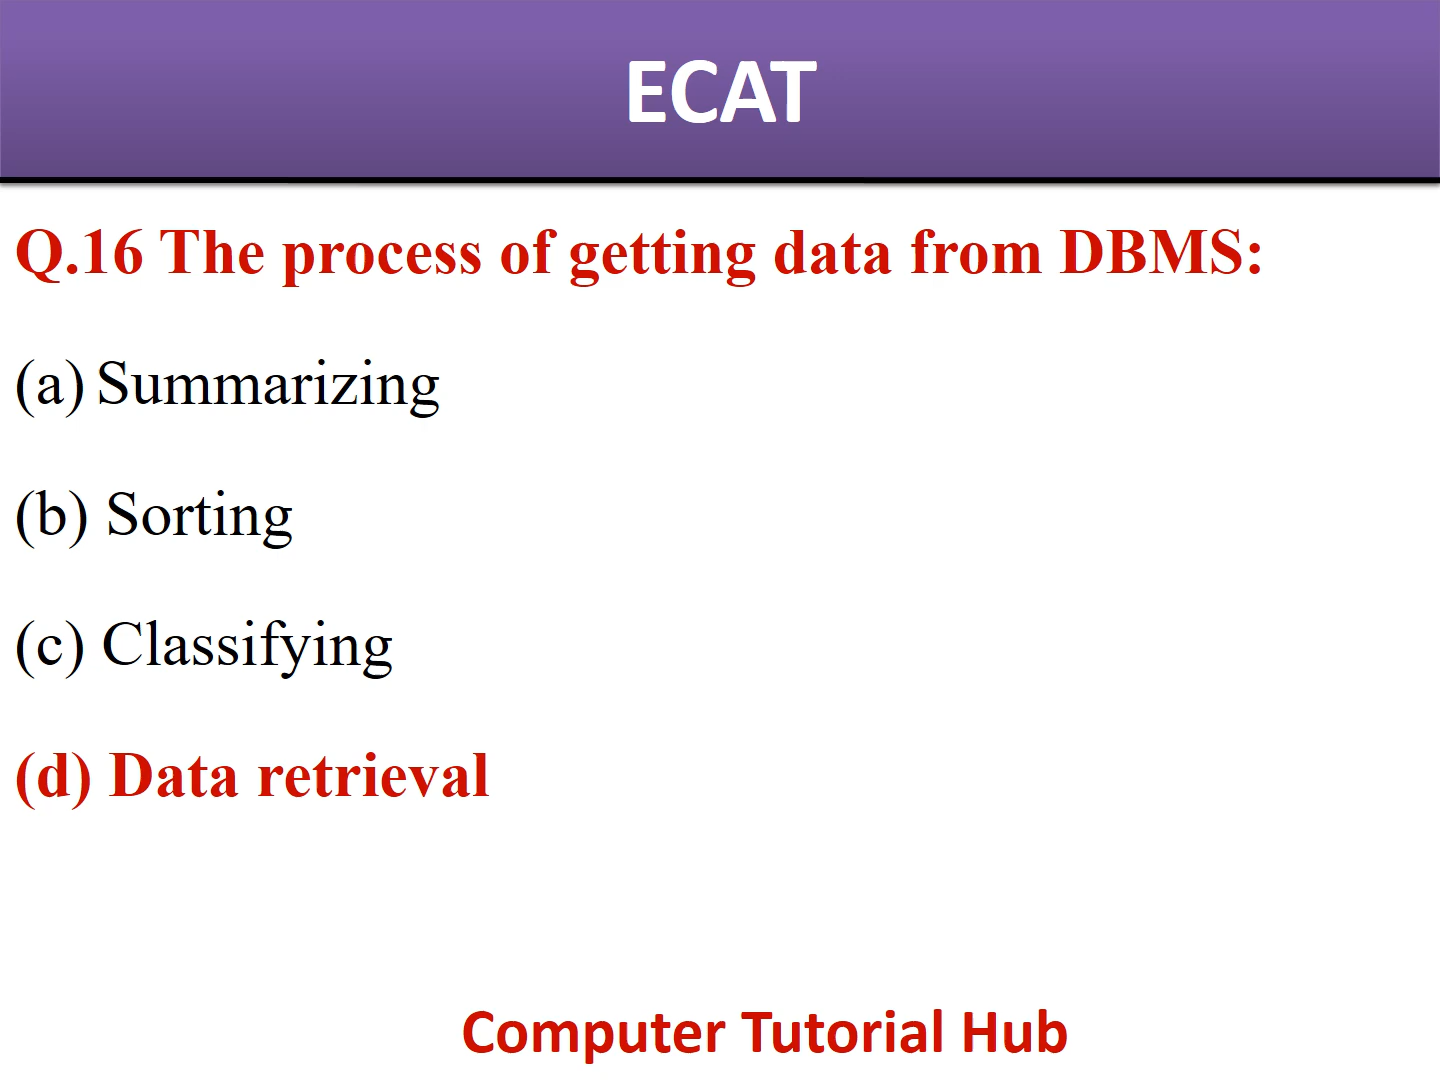 ECAT
Q.16 The process of getting data from DBMS:
(a) Summarizing
(b) Sorting
(c) Classifying
(d) Data retrieval
Computer Tutorial Hub